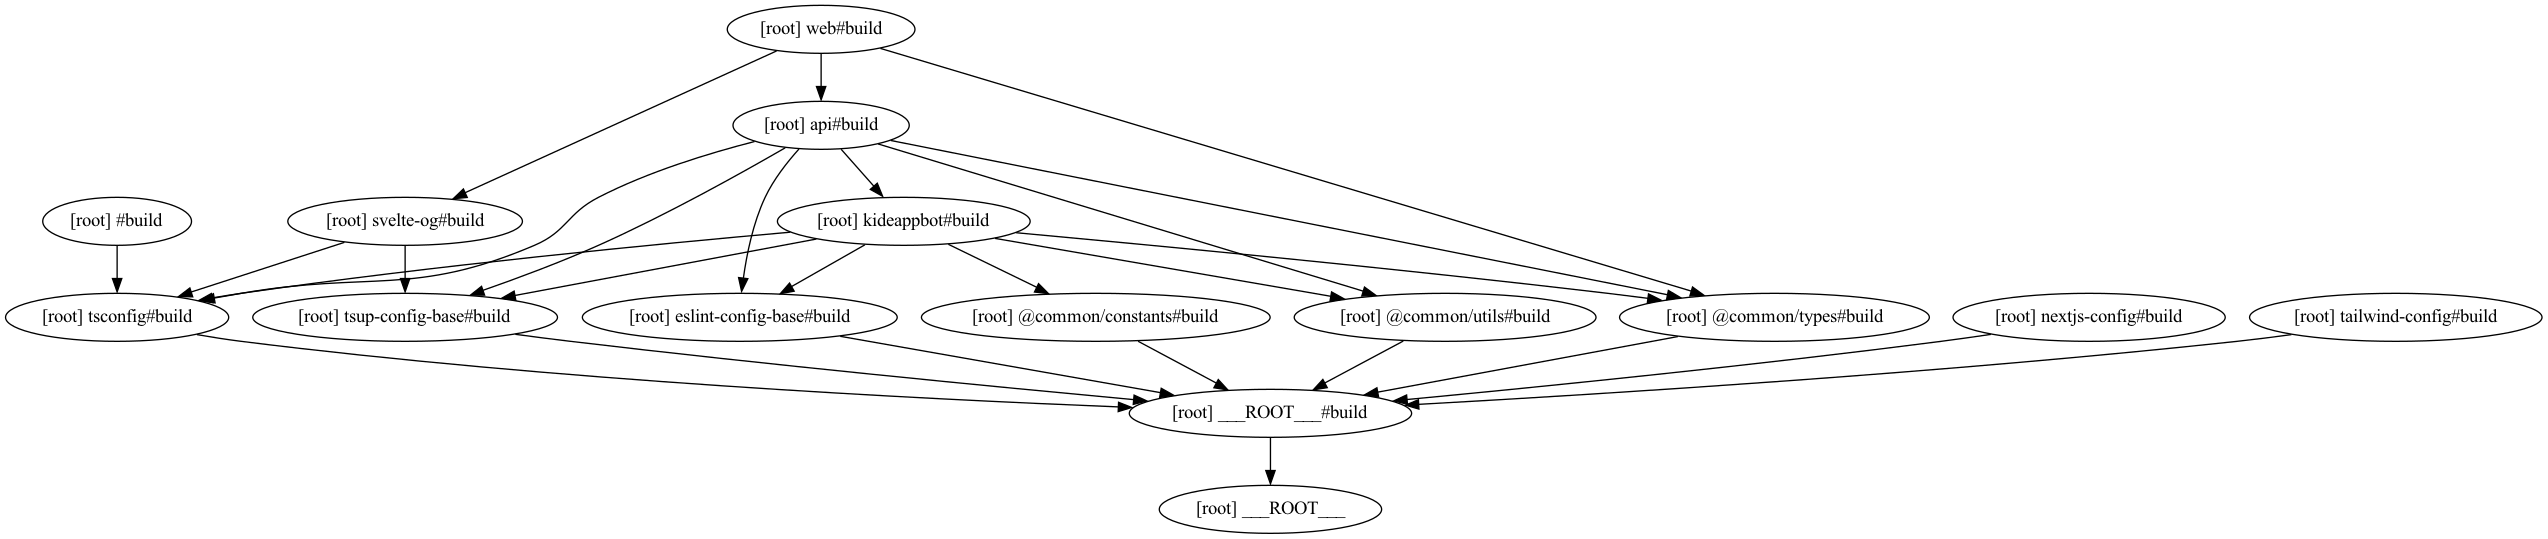 [root] web#build
[root] api#build
[root] #build
[root] svelte-og#build
[root] kideappbot#build
[root] tsconfig#build
[root] tsup-config-base#build
[root] eslint-config-base#build
[root] @common/constants#build
[root] @common/utils#build
[root] @common/types#build
[root] nextjs-config#build
[root] tailwind-config#build
[root] ___ROOT___#build
[root] ___ROOT___